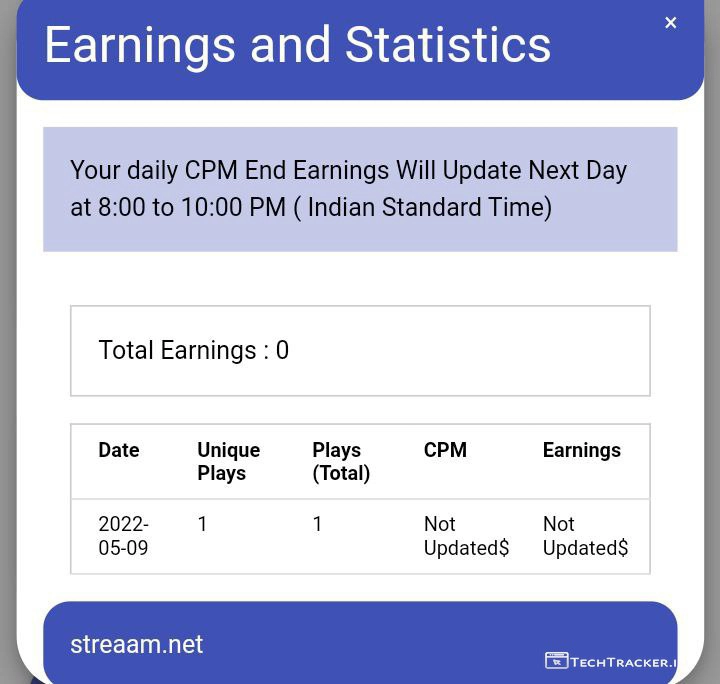 Earnings and Statistics
×
Your daily CPM End Earnings Will Update Next Day
at 8:00 to 10:00 PM ( Indian Standard Time)
Total Earnings : 0
Date Unique Plays Plays (Total) CPM Earnings
2022-05-09 1 1 Not Updated$ Not Updated$
streaam.net
TECHTRACKER.I